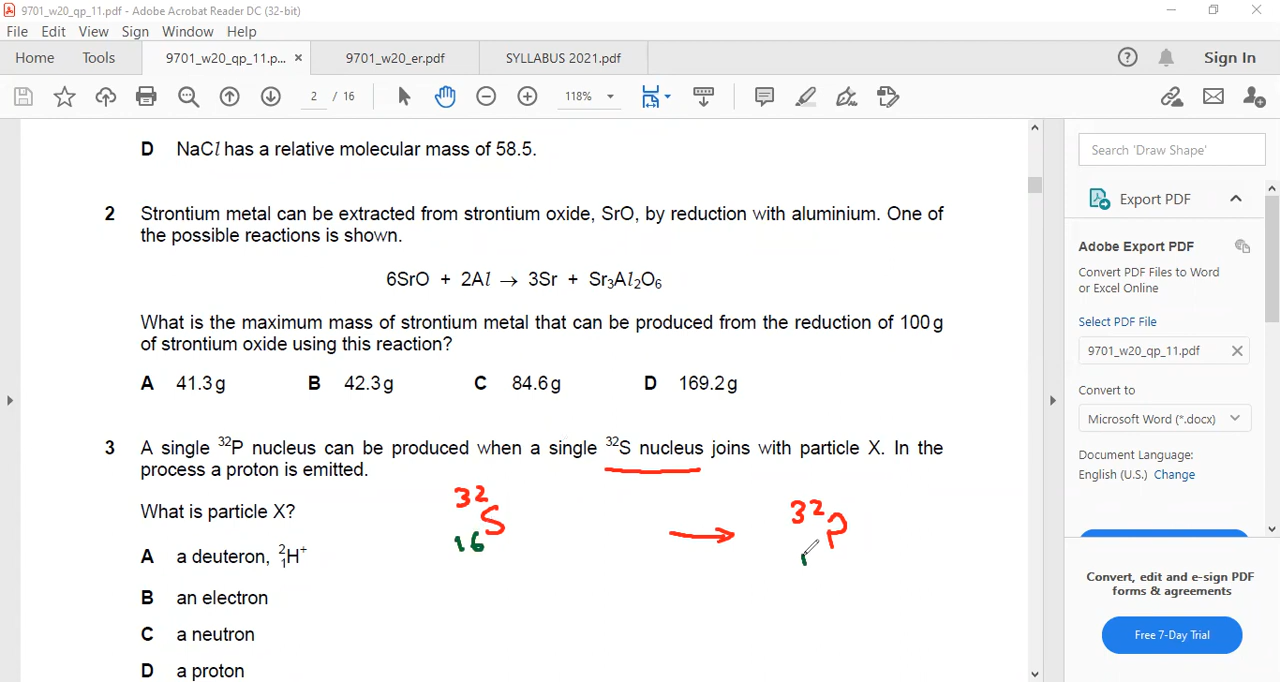 9701_w20_qp_11.pdf - Adobe Acrobat Reader DC (32-bit)
File Edit View Sign Window Help
Home Tools 9701_w20_qp_11.p... × 9701_w20_er.pdf SYLLABUS 2021.pdf Sign In
2 / 16 118%
D NaCl has a relative molecular mass of 58.5.
2 Strontium metal can be extracted from strontium oxide, SrO, by reduction with aluminium. One of
the possible reactions is shown.
6SrO + 2Al → 3Sr + Sr₃Al₂O₆
What is the maximum mass of strontium metal that can be produced from the reduction of 100 g
of strontium oxide using this reaction?
A 41.3 g B 42.3 g C 84.6 g D 169.2 g
3 A single ³²P nucleus can be produced when a single ³²S nucleus joins with particle X. In the
process a proton is emitted.
³²₁₆S → ³²P
What is particle X?
A a deuteron, ²₁H⁺
B an electron
C a neutron
D a proton
Search 'Draw Shape'
Export PDF
Adobe Export PDF
Convert PDF Files to Word
or Excel Online
Select PDF File
9701_w20_qp_11.pdf
Convert to
Microsoft Word (*.docx)
Document Language:
English (U.S.) Change
Convert, edit and e-sign PDF
forms & agreements
Free 7-Day Trial